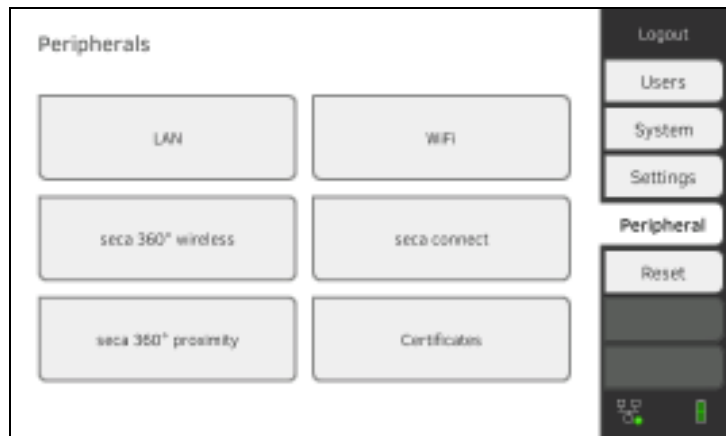 Peripherals
LAN
WiFi
seca 360° wireless
seca connect
seca 360° proximity
Certificates
Logout
Users
System
Settings
Peripheral
Reset